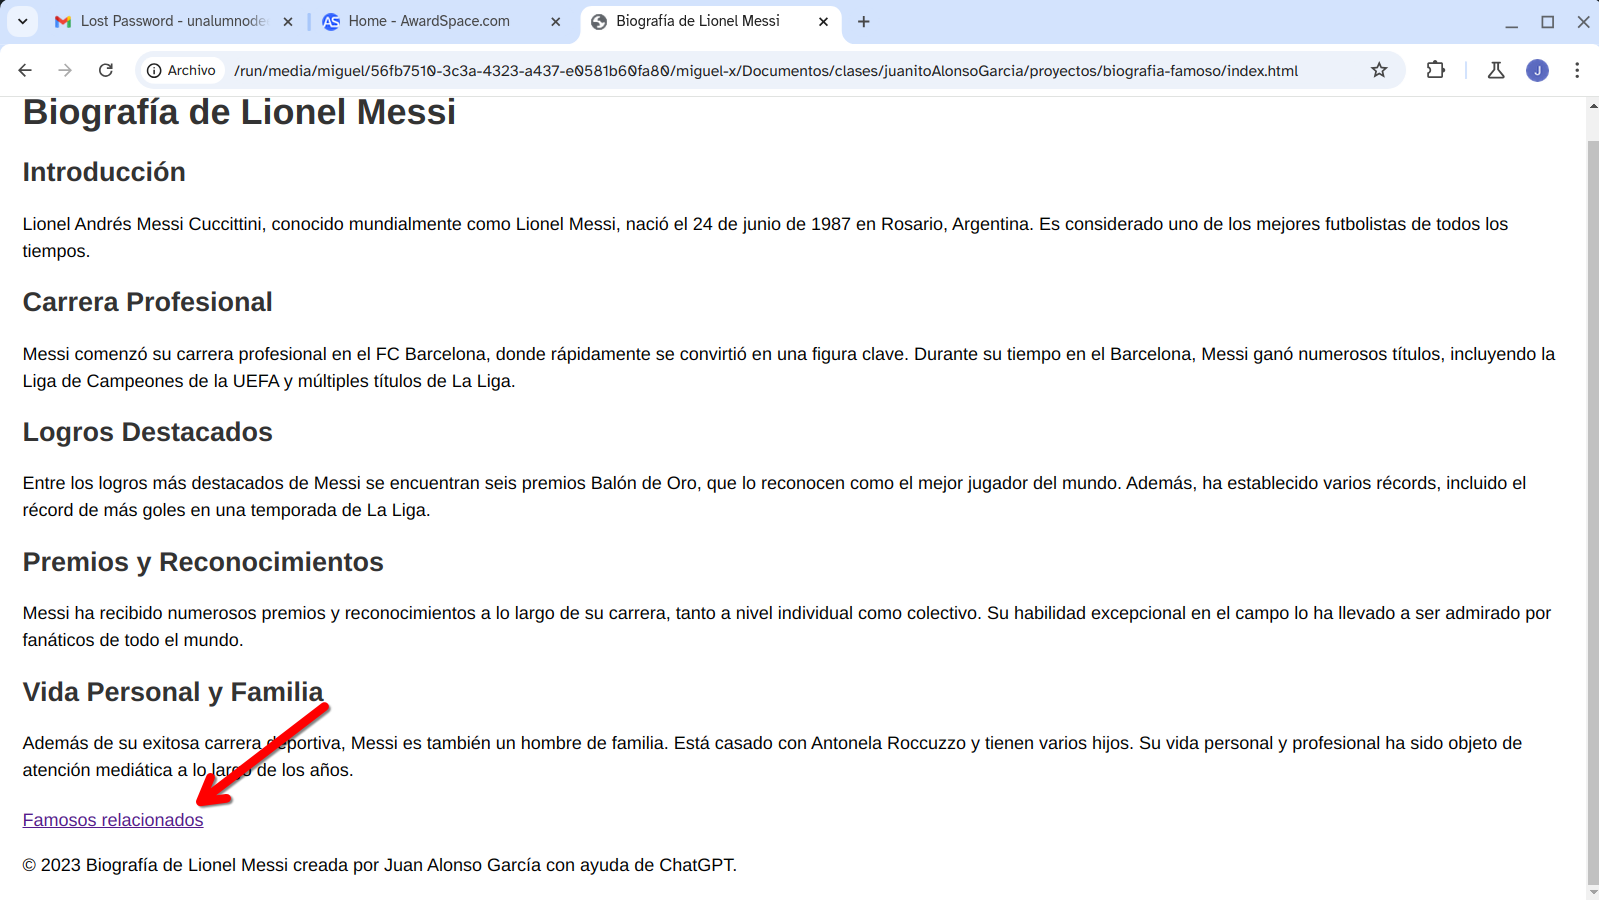 Lost Password - unalumnode
Home - AwardSpace.com
Biografía de Lionel Messi
Archivo
/run/media/miguel/56fb7510-3c3a-4323-a437-e0581b60fa80/miguel-x/Documentos/clases/juanitoAlonsoGarcia/proyectos/biografia-famoso/index.html
J
Biografía de Lionel Messi
Introducción
Lionel Andrés Messi Cuccittini, conocido mundialmente como Lionel Messi, nació el 24 de junio de 1987 en Rosario, Argentina. Es considerado uno de los mejores futbolistas de todos los
tiempos.
Carrera Profesional
Messi comenzó su carrera profesional en el FC Barcelona, donde rápidamente se convirtió en una figura clave. Durante su tiempo en el Barcelona, Messi ganó numerosos títulos, incluyendo la
Liga de Campeones de la UEFA y múltiples títulos de La Liga.
Logros Destacados
Entre los logros más destacados de Messi se encuentran seis premios Balón de Oro, que lo reconocen como el mejor jugador del mundo. Además, ha establecido varios récords, incluido el
récord de más goles en una temporada de La Liga.
Premios y Reconocimientos
Messi ha recibido numerosos premios y reconocimientos a lo largo de su carrera, tanto a nivel individual como colectivo. Su habilidad excepcional en el campo lo ha llevado a ser admirado por
fanáticos de todo el mundo.
Vida Personal y Familia
Además de su exitosa carrera deportiva, Messi es también un hombre de familia. Está casado con Antonela Roccuzzo y tienen varios hijos. Su vida personal y profesional ha sido objeto de
atención mediática a lo largo de los años.
Famosos relacionados
© 2023 Biografía de Lionel Messi creada por Juan Alonso García con ayuda de ChatGPT.